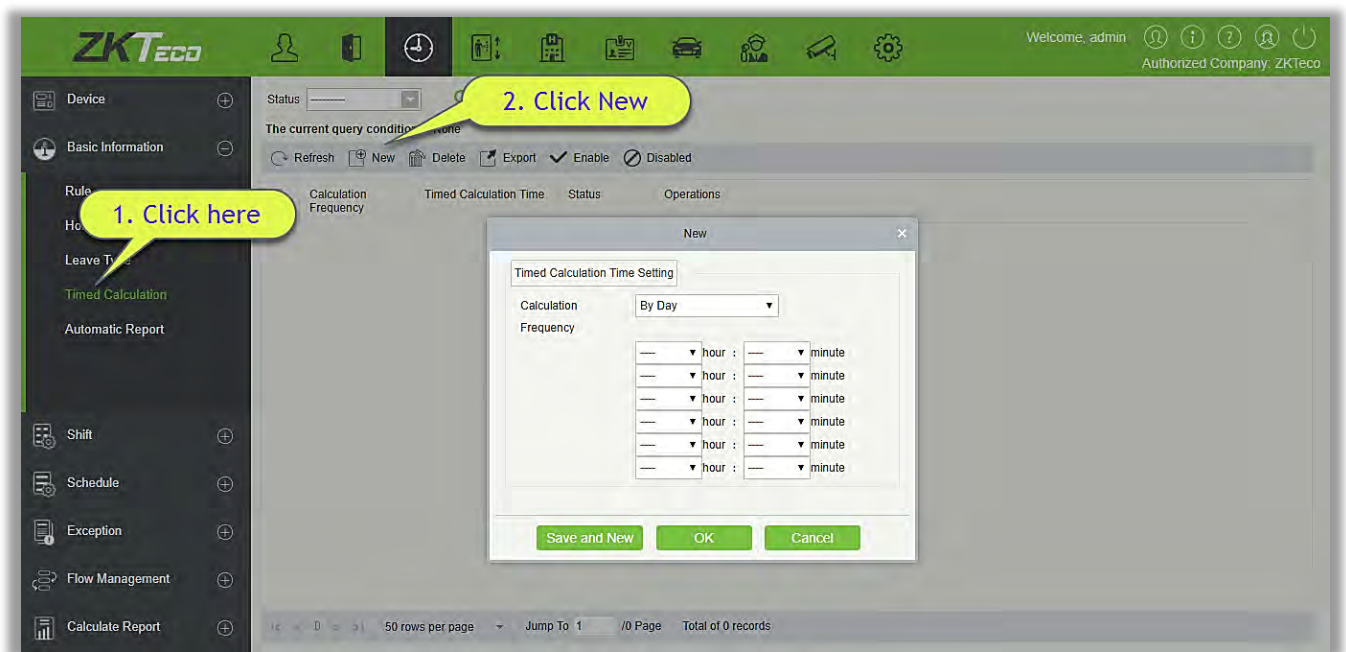 ZKTeco
Welcome, admin
Authorized Company: ZKTeco
Device
Basic Information
Rule
Leave
Timed Calculation
Automatic Report
Shift
Schedule
Exception
Flow Management
Calculate Report
1. Click here
2. Click New
Status
The current query condition None
Refresh New Delete Export Enable Disabled
Calculation Frequency Timed Calculation Time Status Operations
New
Timed Calculation Time Setting
Calculation Frequency By Day
---- hour : ---- minute
---- hour : ---- minute
---- hour : ---- minute
---- hour : ---- minute
---- hour : ---- minute
---- hour : ---- minute
Save and New OK Cancel
50 rows per page Jump To 1 /0 Page Total of 0 records